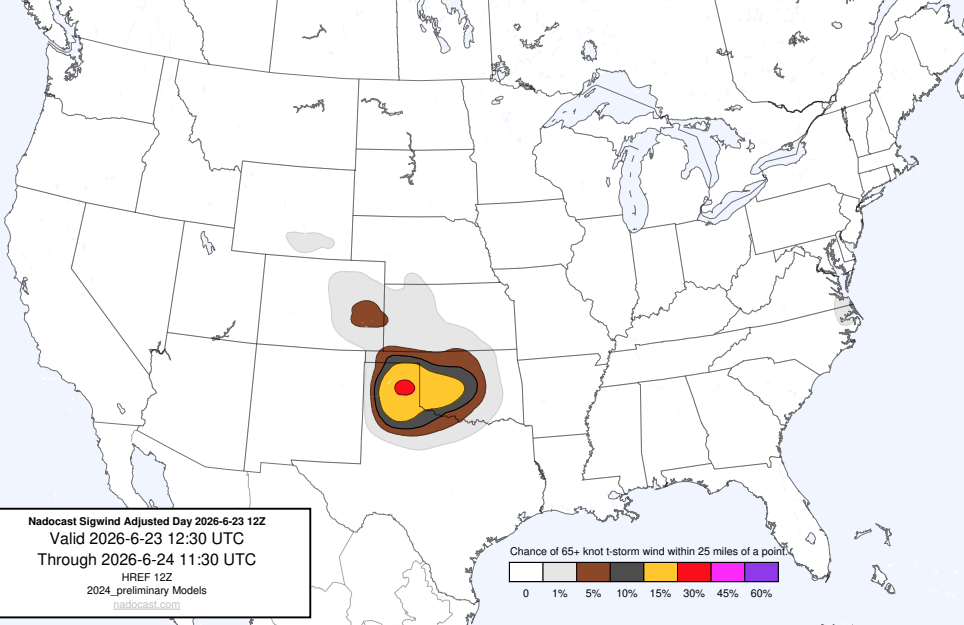 Nadocast Sigwind Adjusted Day 2026-6-23 12Z
Valid 2026-6-23 12:30 UTC
Through 2026-6-24 11:30 UTC
HREF 12Z
2024_preliminary Models
nadocast.com
Chance of 65+ knot t-storm wind within 25 miles of a point.
0 1% 5% 10% 15% 30% 45% 60%